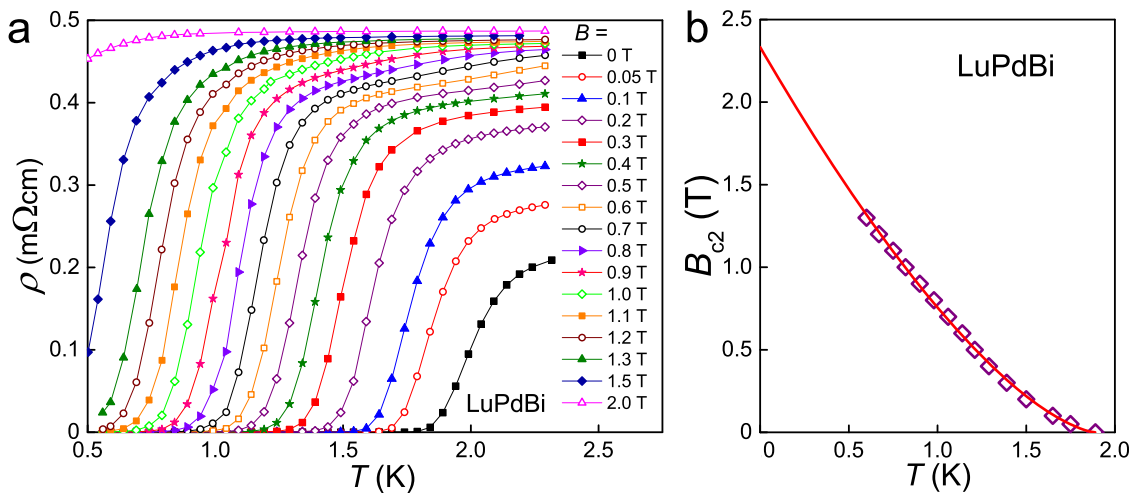 a
B =
0 T
0.05 T
0.1 T
0.2 T
0.3 T
0.4 T
0.5 T
0.6 T
0.7 T
0.8 T
0.9 T
1.0 T
1.1 T
1.2 T
1.3 T
1.5 T
2.0 T
LuPdBi
ρ (mΩcm)
0.5
0.4
0.3
0.2
0.1
0
0.5 1.0 1.5 2.0 2.5
T (K)
b
LuPdBi
Bc2 (T)
2.5
2.0
1.5
1.0
0.5
0
0 0.5 1.0 1.5 2.0
T (K)